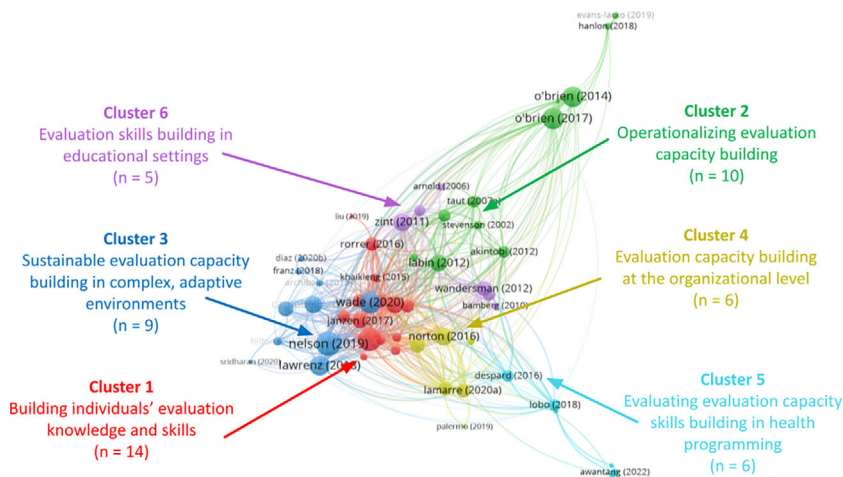 evans-lacko (2019)
hanlon (2018)
o'brien (2014)
o'brien (2017)
Cluster 6
Evaluation skills building in
educational settings
(n = 5)
Cluster 2
Operationalizing evaluation
capacity building
(n = 10)
arnold (2006)
taut (2007a)
liu (2019)
zint (2011)
stevenson (2002)
rorrer (2016)
akintobi (2012)
Cluster 3
Sustainable evaluation capacity
building in complex, adaptive
environments
(n = 9)
diaz (2020b)
franz (2018)
labin (2012)
khaikleng (2015)
wandersman (2012)
bamberg (2010)
wade (2020)
janzen (2017)
nelson (2019)
norton (2016)
sridharan (2020)
Cluster 4
Evaluation capacity building
at the organizational level
(n = 6)
lawrenz (2018)
despard (2016)
lamarre (2020a)
lobo (2018)
palermo (2019)
awantang (2022)
Cluster 1
Building individuals' evaluation
knowledge and skills
(n = 14)
Cluster 5
Evaluating evaluation capacity
skills building in health
programming
(n = 6)